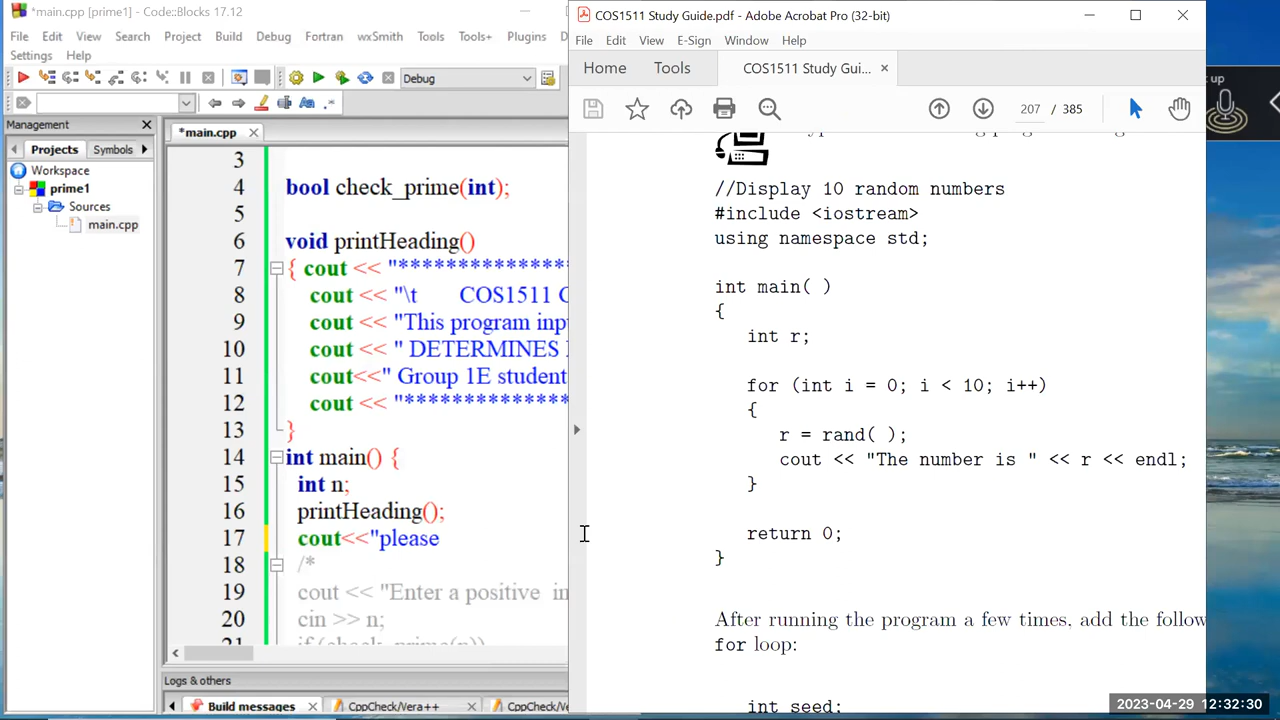 *main.cpp [prime1] - Code::Blocks 17.12
File Edit View Search Project Build Debug Fortran wxSmith Tools Tools+ Plugins
Settings Help
Debug
Management
Projects Symbols
Workspace
prime1
Sources
main.cpp
*main.cpp
3
4 bool check_prime(int);
5
6 void printHeading()
7 { cout << "**************
8 cout << "\t COS1511
9 cout << "This program
10 cout << " DETERMINES
11 cout<<" Group 1E student
12 cout << "**************
13 }
14 int main() {
15 int n;
16 printHeading();
17 cout<<"please
18 /*
19 cout << "Enter a positive
20 cin >> n;
21 if (check_prime(n))
Logs & others
Build messages CppCheck/Vera++
COS1511 Study Guide.pdf - Adobe Acrobat Pro (32-bit)
File Edit View E-Sign Window Help
Home Tools COS1511 Study Gui...
207 / 385
//Display 10 random numbers
#include <iostream>
using namespace std;
int main( )
{
int r;
for (int i = 0; i < 10; i++)
{
r = rand( );
cout << "The number is " << r << endl;
}
return 0;
}
After running the program a few times, add the follow
for loop:
int seed;
up
2023-04-29 12:32:30